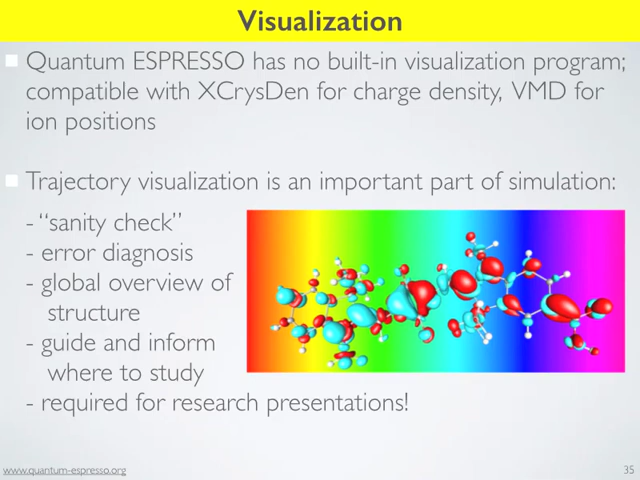 Visualization
Quantum ESPRESSO has no built-in visualization program;
compatible with XCrysDen for charge density, VMD for
ion positions
Trajectory visualization is an important part of simulation:
- “sanity check”
- error diagnosis
- global overview of
structure
- guide and inform
where to study
- required for research presentations!
www.quantum-espresso.org
35